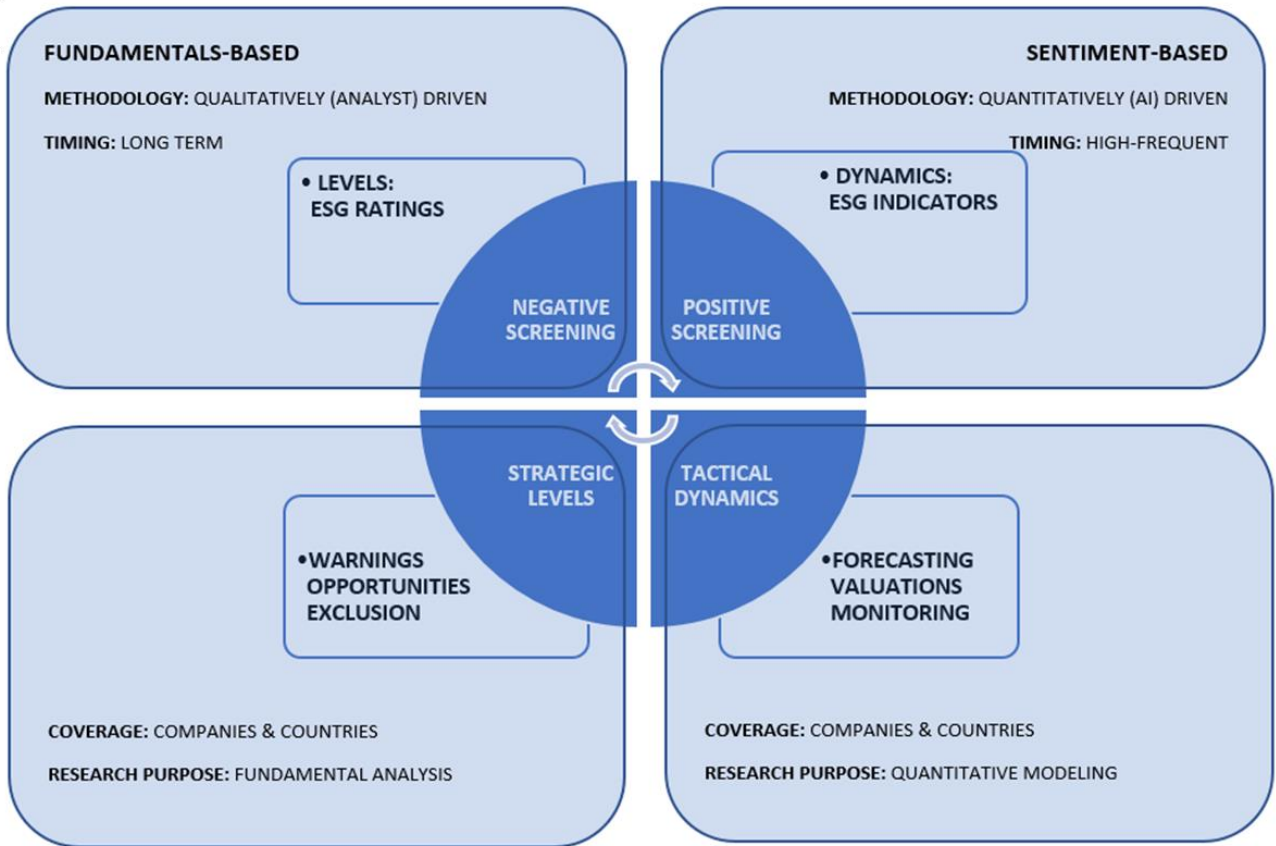 FUNDAMENTALS-BASED
METHODOLOGY: QUALITATIVELY (ANALYST) DRIVEN
TIMING: LONG TERM
• LEVELS:
ESG RATINGS
NEGATIVE
SCREENING
SENTIMENT-BASED
METHODOLOGY: QUANTITATIVELY (AI) DRIVEN
TIMING: HIGH-FREQUENT
• DYNAMICS:
ESG INDICATORS
POSITIVE
SCREENING
STRATEGIC
LEVELS
•WARNINGS
OPPORTUNITIES
EXCLUSION
COVERAGE: COMPANIES & COUNTRIES
RESEARCH PURPOSE: FUNDAMENTAL ANALYSIS
TACTICAL
DYNAMICS
•FORECASTING
VALUATIONS
MONITORING
COVERAGE: COMPANIES & COUNTRIES
RESEARCH PURPOSE: QUANTITATIVE MODELING